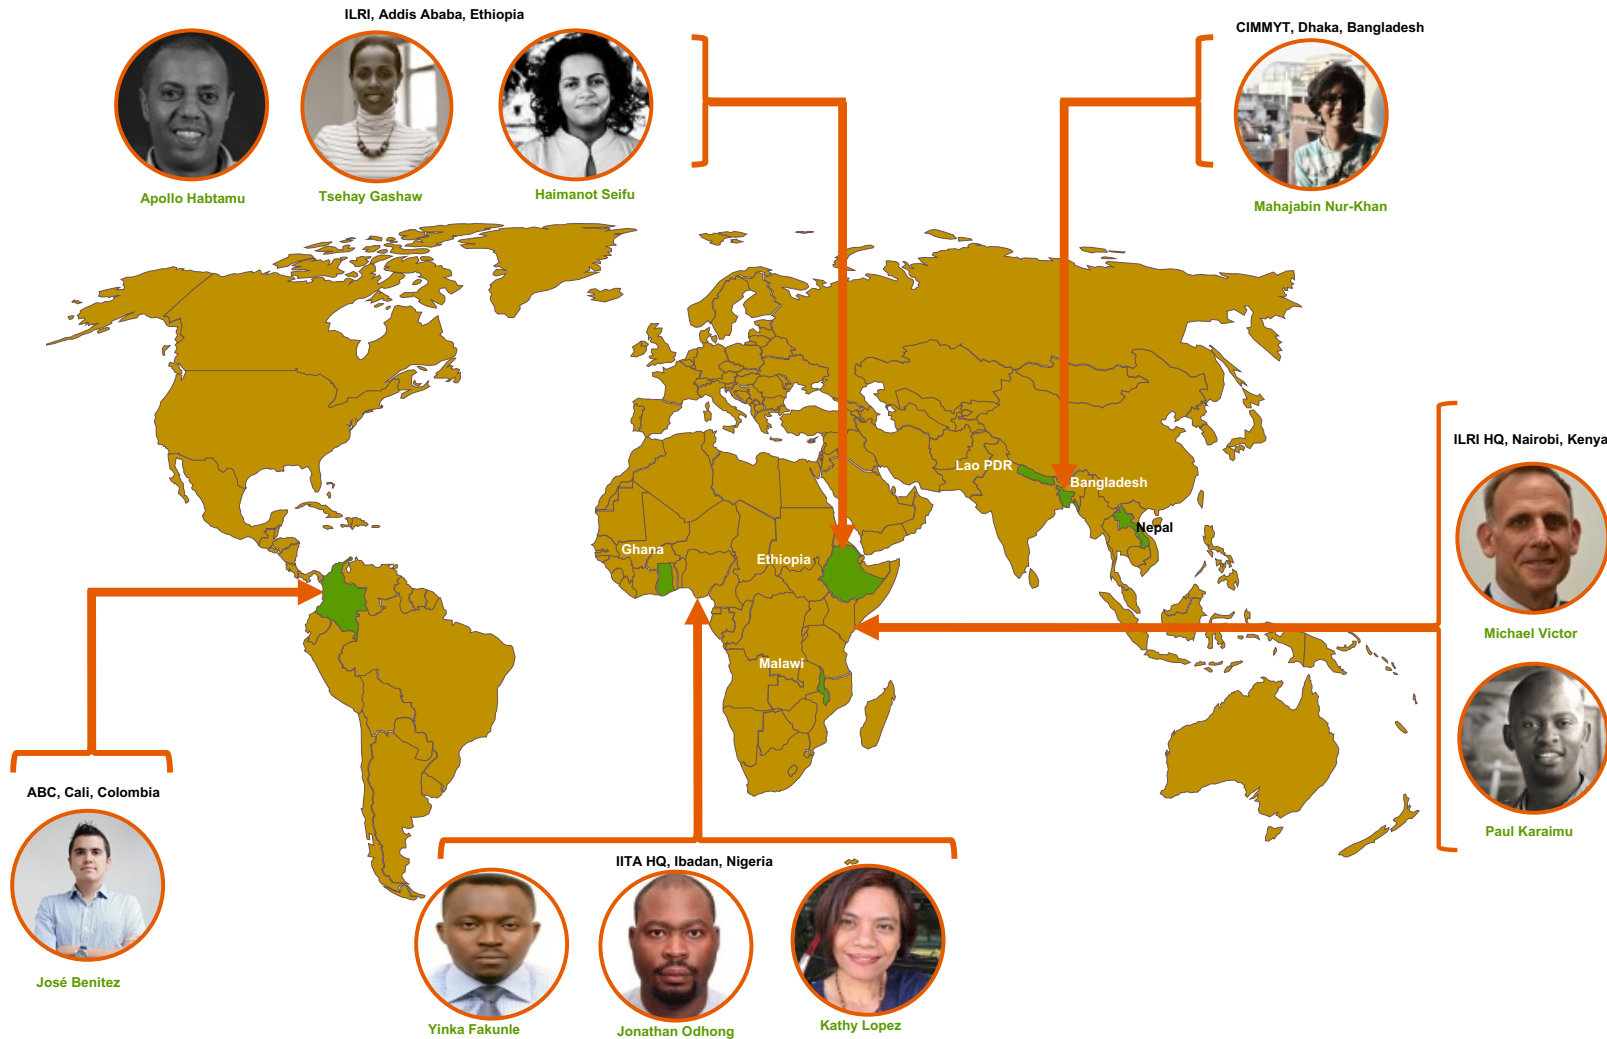 ILRI, Addis Ababa, Ethiopia
CIMMYT, Dhaka, Bangladesh
Apollo Habtamu
Tsehay Gashaw
Haimanot Seifu
Mahajabin Nur-Khan
ILRI HQ, Nairobi, Kenya
Lao PDR
Bangladesh
Nepal
Ghana
Ethiopia
Michael Victor
Malawi
ABC, Cali, Colombia
Paul Karaimu
IITA HQ, Ibadan, Nigeria
José Benitez
Yinka Fakunle
Jonathan Odhong
Kathy Lopez